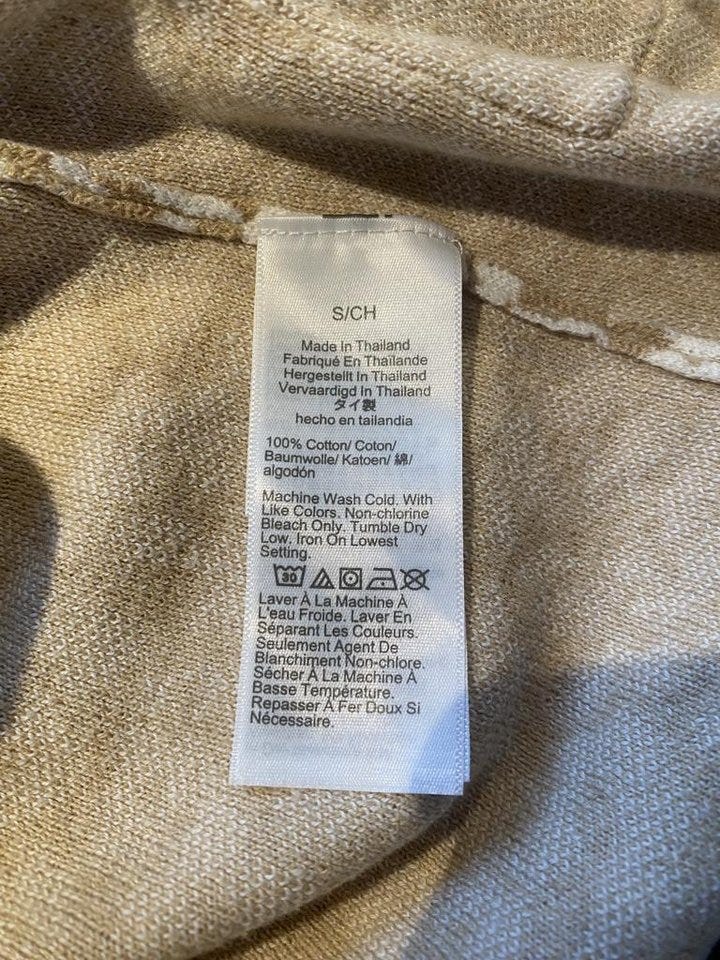 S/CH
Made In Thailand
Fabriqué En Thaïlande
Hergestellt In Thailand
Vervaardigd In Thailand
タイ製
hecho en tailandia
100% Cotton/ Coton/
Baumwolle/ Katoen/ 綿/
algodón
Machine Wash Cold. With
Like Colors. Non-chlorine
Bleach Only. Tumble Dry
Low. Iron On Lowest
Setting.
30
Laver À La Machine À
L'eau Froide. Laver En
Séparant Les Couleurs.
Seulement Agent De
Blanchiment Non-chlore.
Sécher À La Machine À
Basse Température.
Repasser À Fer Doux Si
Nécessaire.